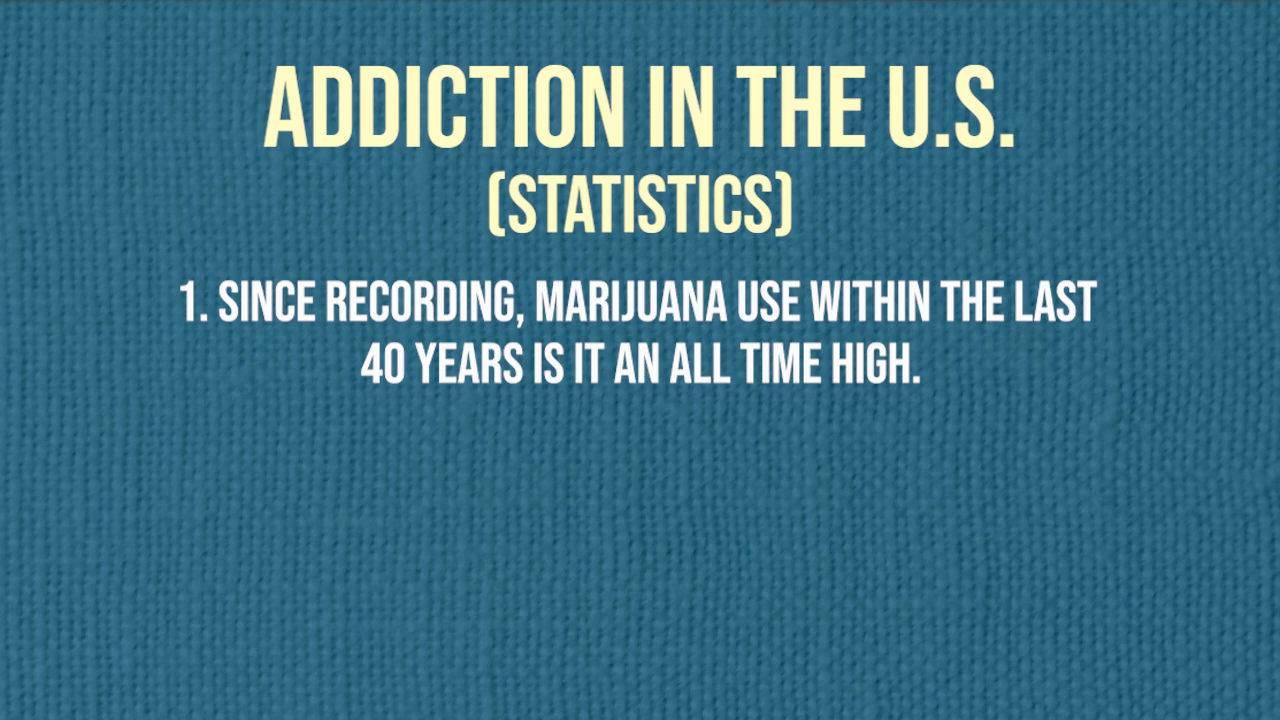 ADDICTION IN THE U.S.
(STATISTICS)
1. SINCE RECORDING, MARIJUANA USE WITHIN THE LAST
40 YEARS IS IT AN ALL TIME HIGH.